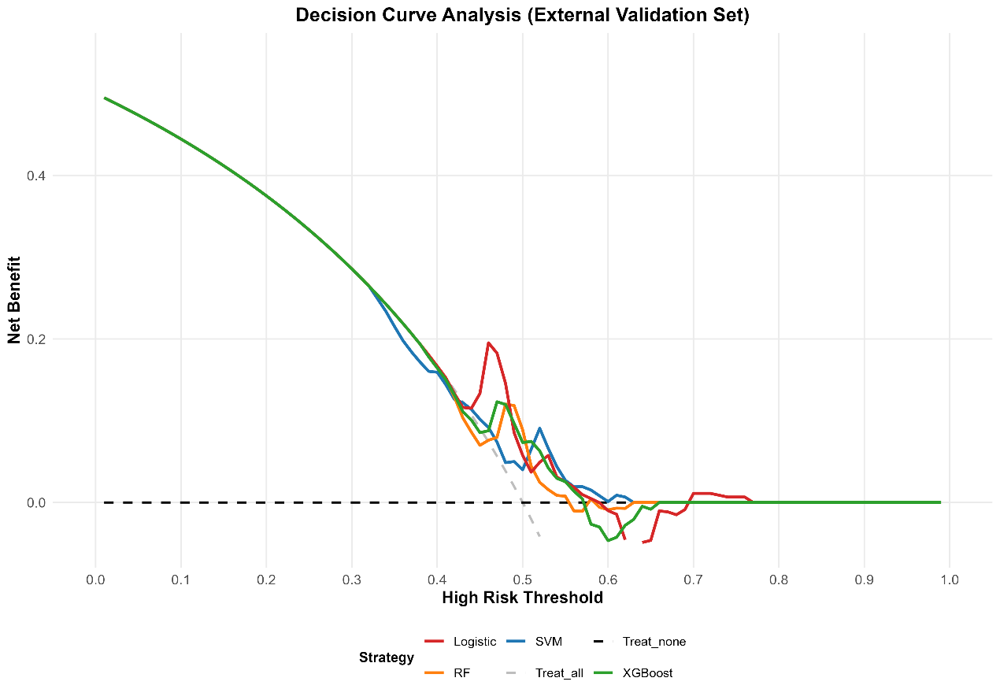 Decision Curve Analysis (External Validation Set)
Net Benefit
0.4
0.2
0.0
0.0 0.1 0.2 0.3 0.4 0.5 0.6 0.7 0.8 0.9 1.0
High Risk Threshold
Strategy
Logistic SVM Treat_none
RF Treat_all XGBoost